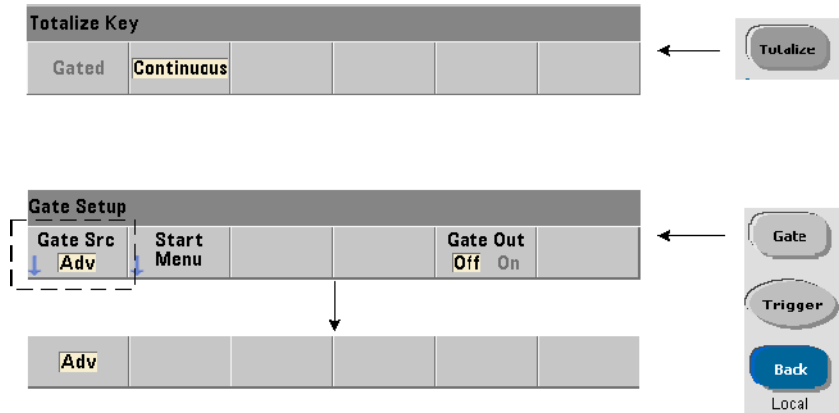 Totalize Key
Gated Continuous
Totalize
Gate Setup
Gate Src Start Gate Out
Adv Menu Off On
Gate
Trigger
Adv
Back
Local